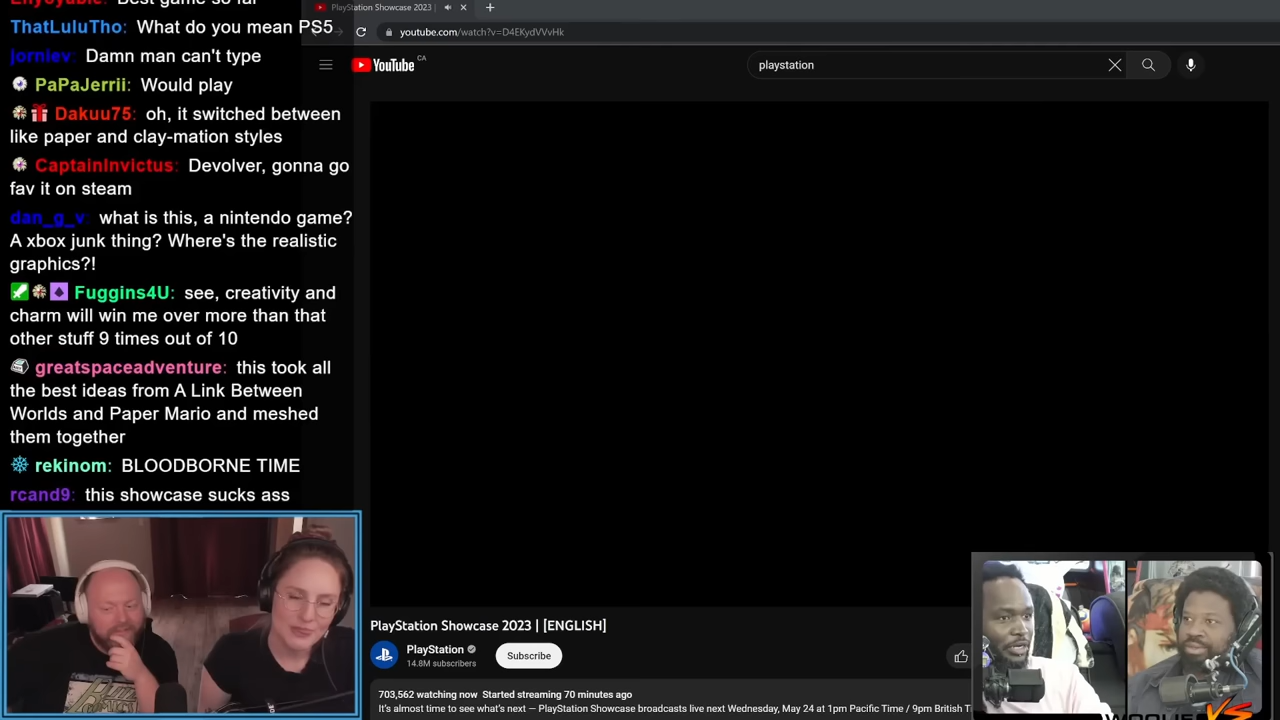 Enyoyable: Best game so far
ThatLuluTho: What do you mean PS5
jorniev: Damn man can't type
PaPaJerrii: Would play
Dakuu75: oh, it switched between
like paper and clay-mation styles
CaptainInvictus: Devolver, gonna go
fav it on steam
dan_g_v: what is this, a nintendo game?
A xbox junk thing? Where's the realistic
graphics?!
Fuggins4U: see, creativity and
charm will win me over more than that
other stuff 9 times out of 10
greatspaceadventure: this took all
the best ideas from A Link Between
Worlds and Paper Mario and meshed
them together
rekinom: BLOODBORNE TIME
rcand9: this showcase sucks ass
PlayStation Showcase 2023 |
youtube.com/watch?v=D4EKydVVvHk
YouTube CA
playstation
PlayStation Showcase 2023 | [ENGLISH]
PlayStation
14.8M subscribers
Subscribe
703,562 watching now Started streaming 70 minutes ago
It's almost time to see what's next — PlayStation Showcase broadcasts live next Wednesday, May 24 at 1pm Pacific Time / 9pm British T
VS